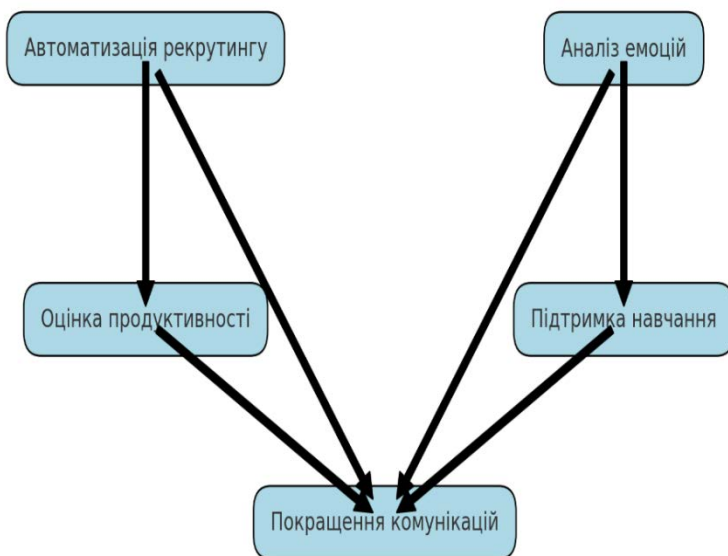 Автоматизація рекрутингу
Аналіз емоцій
Оцінка продуктивності
Підтримка навчання
Покращення комунікацій